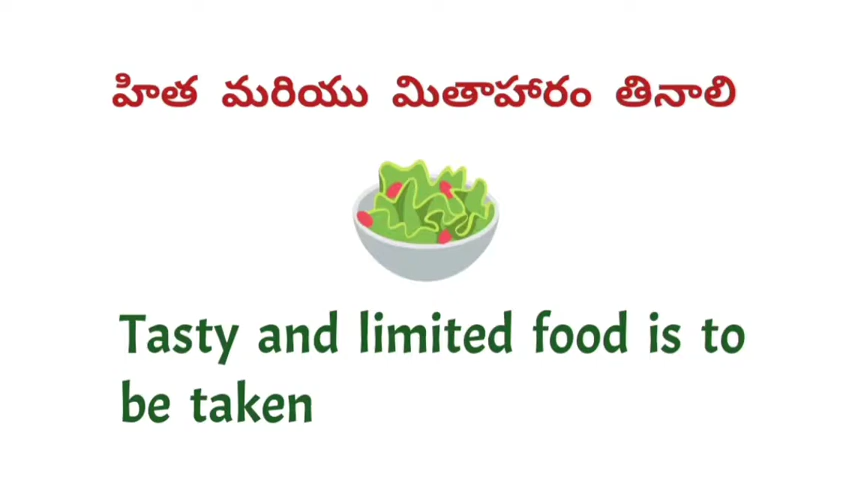 హిత మరియు మితాహారం తినాలి
Tasty and limited food is to
be taken